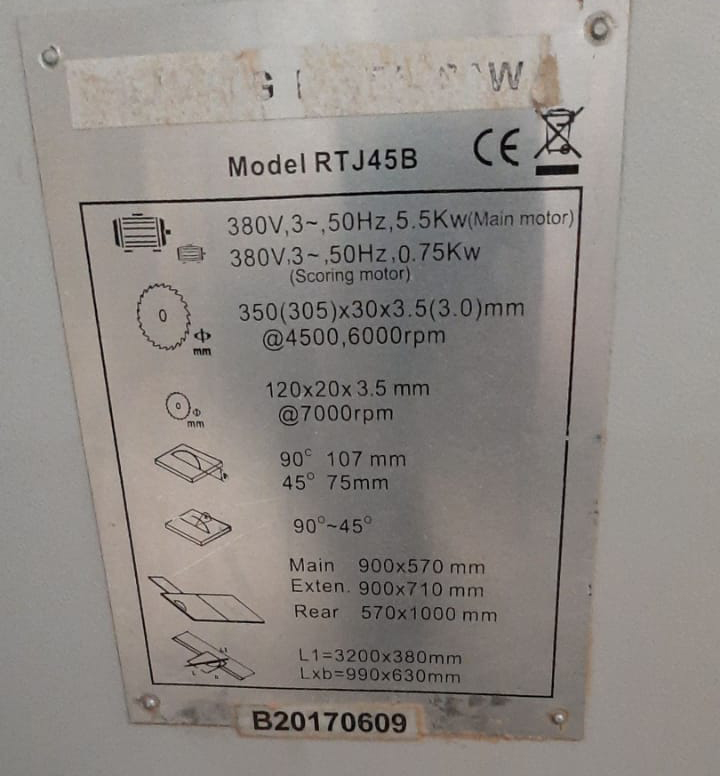 Model RTJ45B
CE
380V,3~,50Hz,5.5Kw(Main motor)
380V,3~,50Hz,0.75Kw
(Scoring motor)
350(305)x30x3.5(3.0)mm
@4500,6000rpm
Φ
mm
120x20x3.5 mm
@7000rpm
Φ
mm
90° 107 mm
45° 75mm
90°~45°
Main 900x570 mm
Exten. 900x710 mm
Rear 570x1000 mm
L1=3200x380mm
Lxb=990x630mm
B20170609